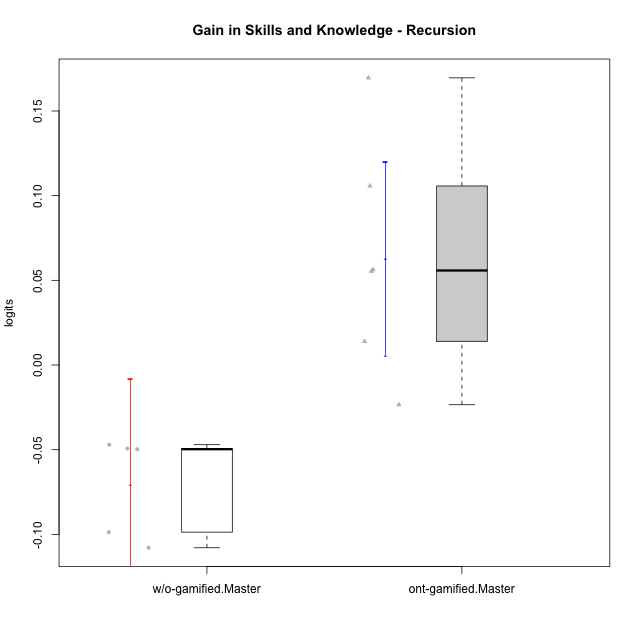 Gain in Skills and Knowledge - Recursion
logits
0.15
0.10
0.05
0.00
-0.05
-0.10
w/o-gamified.Master
ont-gamified.Master